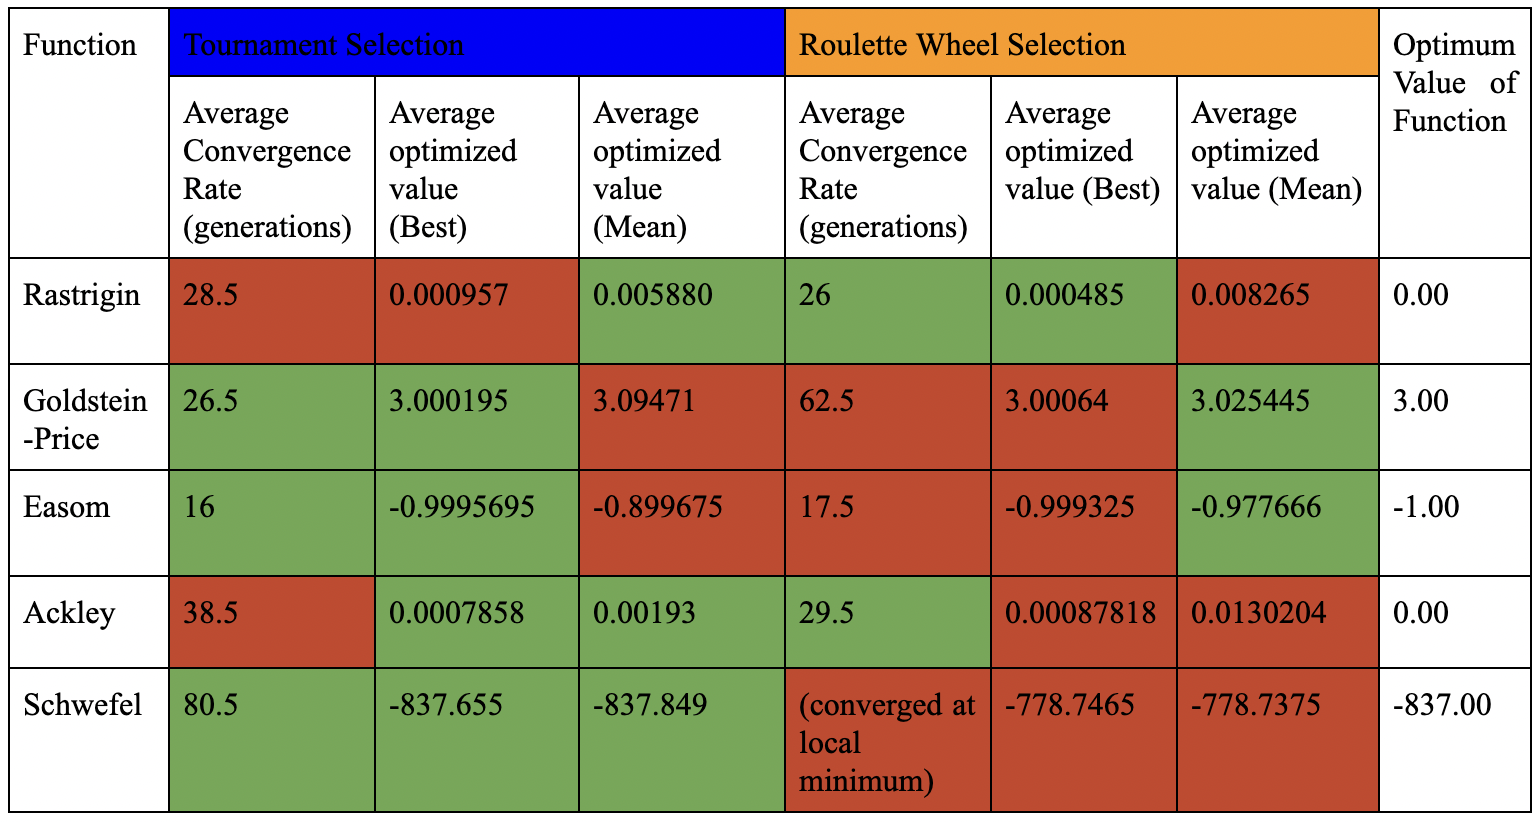 Function
Tournament Selection
Roulette Wheel Selection
Optimum
Value of
Function
Average
Convergence
Rate
(generations)
Average
optimized
value
(Best)
Average
optimized
value
(Mean)
Average
Convergence
Rate
(generations)
Average
optimized
value (Best)
Average
optimized
value (Mean)
Rastrigin
28.5
0.000957
0.005880
26
0.000485
0.008265
0.00
Goldstein
-Price
26.5
3.000195
3.09471
62.5
3.00064
3.025445
3.00
Easom
16
-0.9995695
-0.899675
17.5
-0.999325
-0.977666
-1.00
Ackley
38.5
0.0007858
0.00193
29.5
0.00087818
0.0130204
0.00
Schwefel
80.5
-837.655
-837.849
(converged at
local
minimum)
-778.7465
-778.7375
-837.00